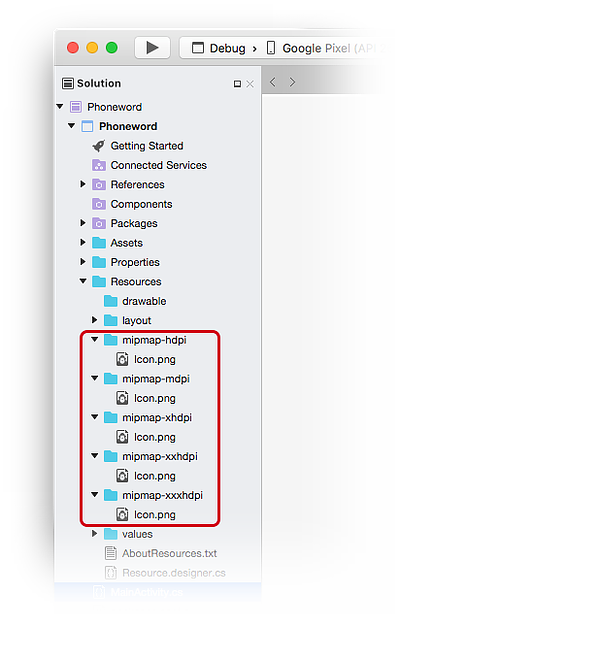 Debug › Google Pixel (API
Solution
Phoneword
Phoneword
Getting Started
Connected Services
References
Components
Packages
Assets
Properties
Resources
drawable
layout
mipmap-hdpi
Icon.png
mipmap-mdpi
Icon.png
mipmap-xhdpi
Icon.png
mipmap-xxhdpi
Icon.png
mipmap-xxxhdpi
Icon.png
values
AboutResources.txt
Resource.designer.cs